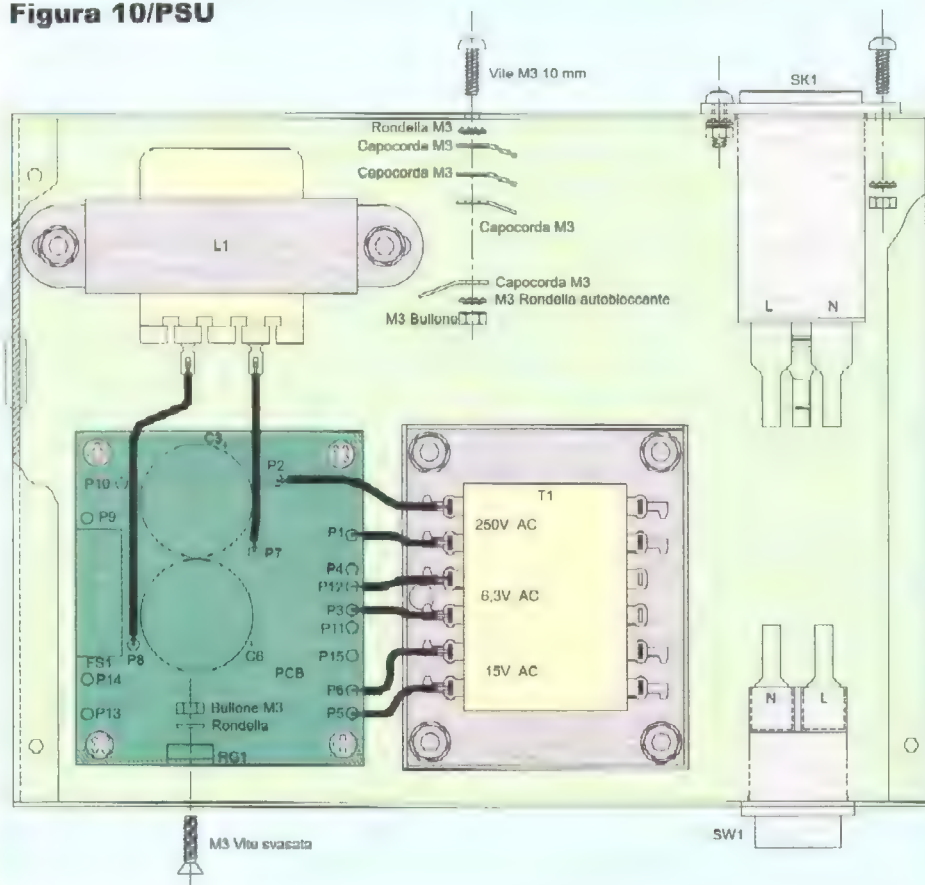 Figura 10/PSU
Vite M3 10 mm
SK1
Rondella M3
Capocorda M3
Capocorda M3
L1
Capocorda M3
Capocorda M3
M3 Rondella autobloccante
M3 Bullone
L N
C3
P2
P10
T1
P9
250V AC
P1
P7
P4
P12
6,3V AC
P3
P11
P8
C6
P15
FS1
PCB
15V AC
P14
P6
N L
P13
Bullone M3
P5
Rondella
RG1
SW1
M3 Vitu svasata